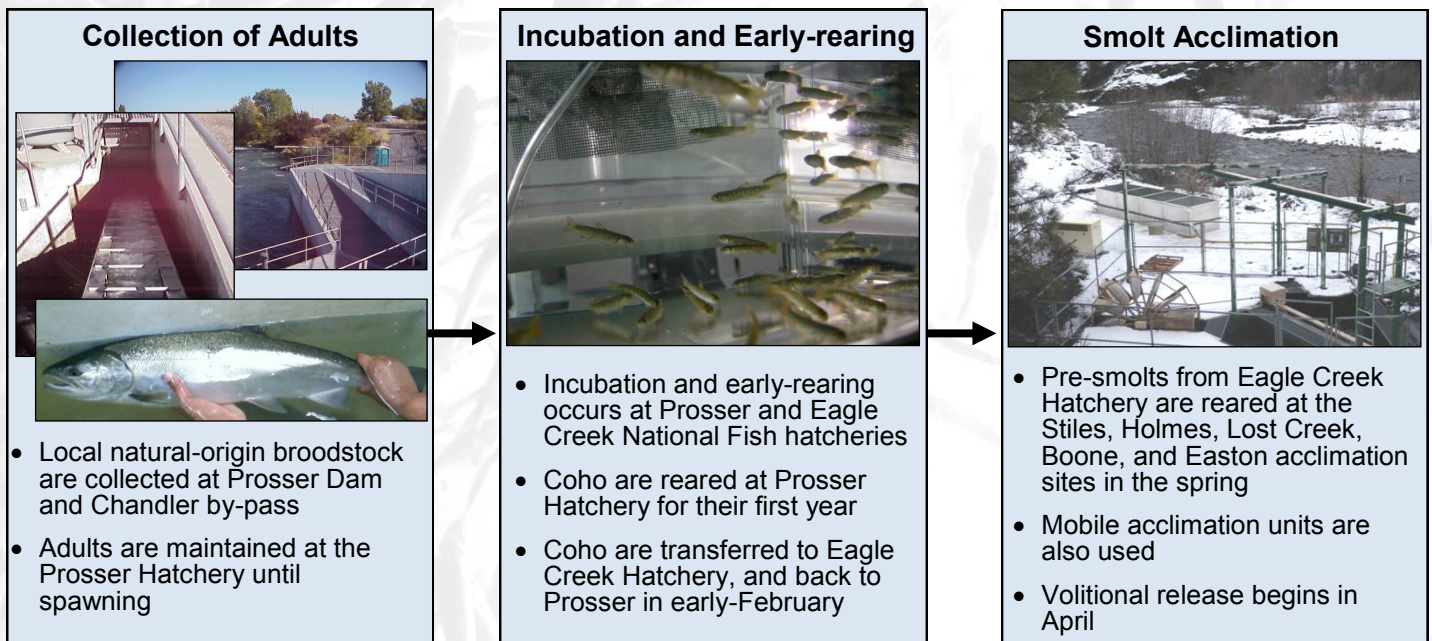 Collection of Adults
• Local natural-origin broodstock
are collected at Prosser Dam
and Chandler by-pass
• Adults are maintained at the
Prosser Hatchery until
spawning
Incubation and Early-rearing
• Incubation and early-rearing
occurs at Prosser and Eagle
Creek National Fish hatcheries
• Coho are reared at Prosser
Hatchery for their first year
• Coho are transferred to Eagle
Creek Hatchery, and back to
Prosser in early-February
Smolt Acclimation
• Pre-smolts from Eagle Creek
Hatchery are reared at the
Stiles, Holmes, Lost Creek,
Boone, and Easton acclimation
sites in the spring
• Mobile acclimation units are
also used
• Volitional release begins in
April